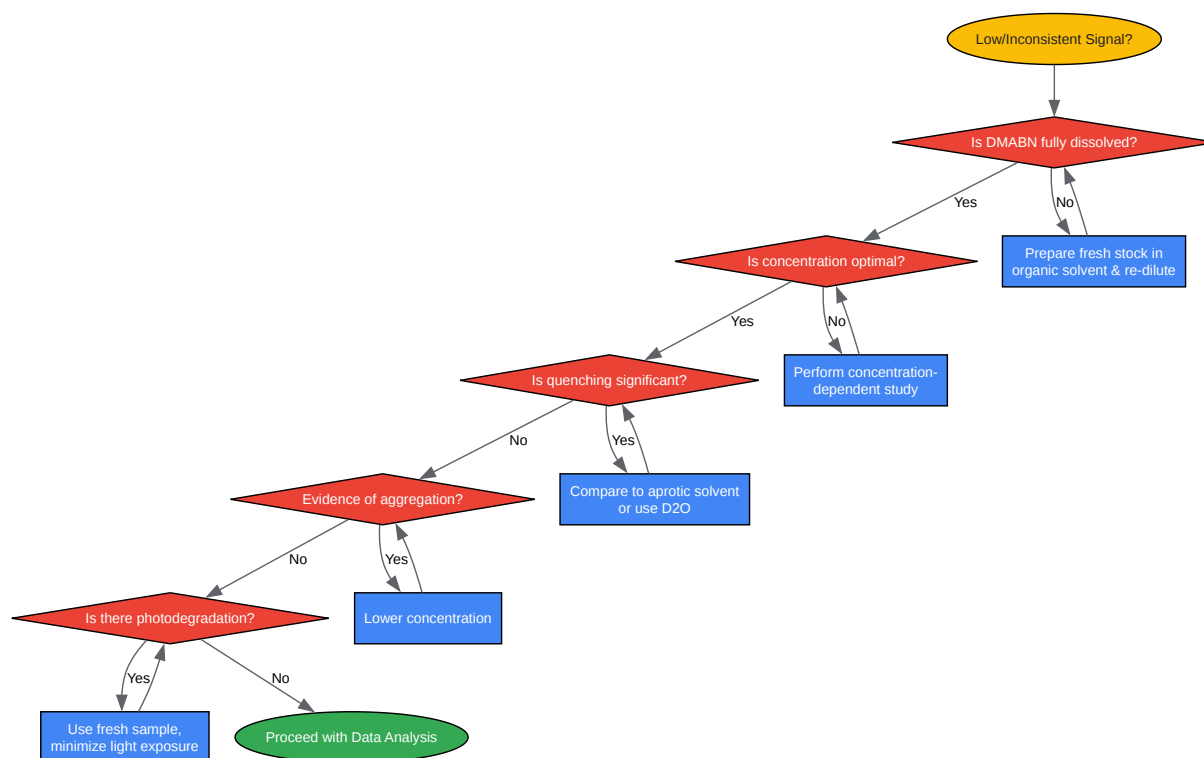 Low/Inconsistent Signal?
Is DMABN fully dissolved?
Yes
No
Is concentration optimal?
Prepare fresh stock in
organic solvent & re-dilute
Yes
No
Is quenching significant?
Perform concentration-
dependent study
No
Yes
Evidence of aggregation?
Compare to aprotic solvent
or use D2O
No
Yes
Is there photodegradation?
Lower concentration
Yes
No
Use fresh sample,
minimize light exposure
Proceed with Data Analysis